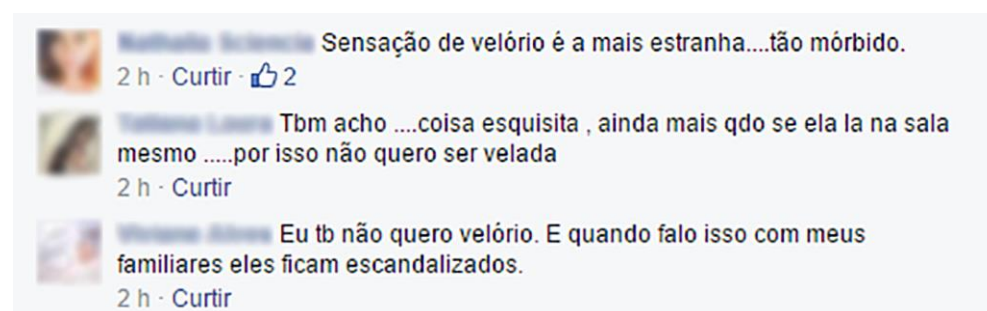 Sensação de velório é a mais estranha....tão mórbido.
2 h · Curtir · 2
Tbm acho ....coisa esquisita , ainda mais qdo se ela la na sala
mesmo .....por isso não quero ser velada
2 h · Curtir
Eu tb não quero velório. E quando falo isso com meus
familiares eles ficam escandalizados.
2 h · Curtir